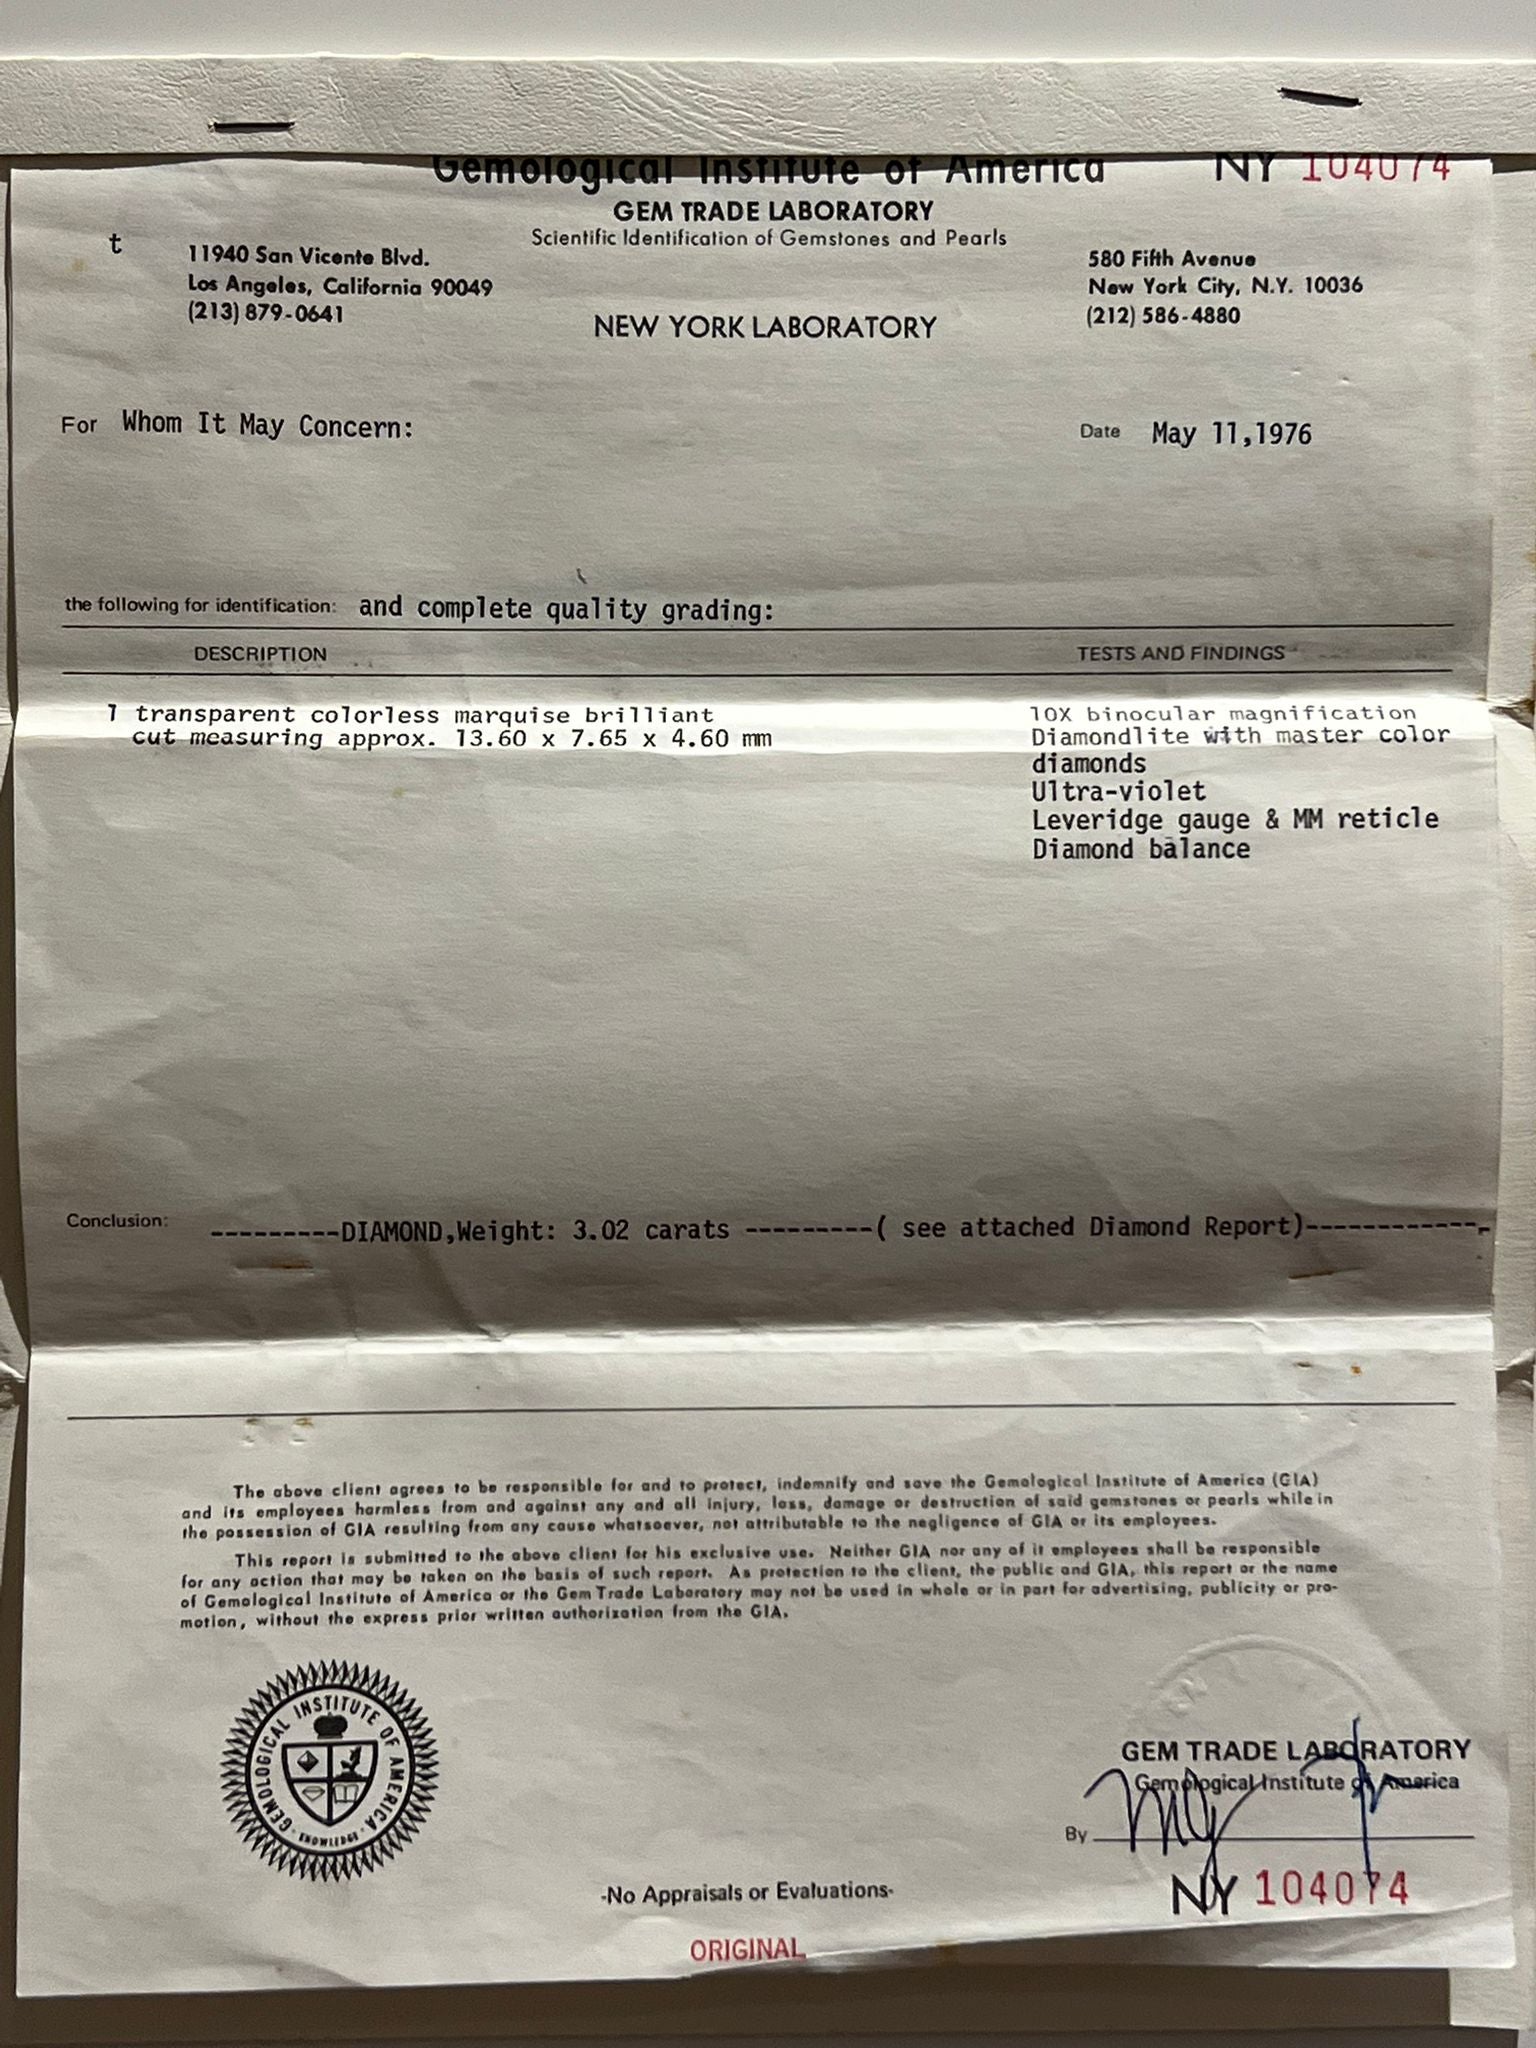 Gemological Institute of America NY 104074
GEM TRADE LABORATORY
Scientific Identification of Gemstones and Pearls
t
11940 San Vicente Blvd.
Los Angeles, California 90049
(213) 879-0641
580 Fifth Avenue
New York City, N.Y. 10036
(212) 586-4880
NEW YORK LABORATORY
For Whom It May Concern:
Date May 11,1976
the following for identification: and complete quality grading:
DESCRIPTION
TESTS AND FINDINGS
1 transparent colorless marquise brilliant
cut measuring approx. 13.60 x 7.65 x 4.60 mm
10X binocular magnification
Diamondlite with master color
diamonds
Ultra-violet
Leveridge gauge & MM reticle
Diamond balance
Conclusion: ---------DIAMOND,Weight: 3.02 carats ---------( see attached Diamond Report)-------------
The above client agrees to be responsible for and to protect, indemnify and save the Gemological Institute of America (GIA)
and its employees harmless from and against any and all injury, loss, damage or destruction of said gemstones or pearls while in
the possession of GIA resulting from any cause whatsoever, not attributable to the negligence of GIA or its employees.
This report is submitted to the above client for his exclusive use. Neither GIA nor any of it employees shall be responsible
for any action that may be taken on the basis of such report. As protection to the client, the public and GIA, this report or the name
of Gemological Institute of America or the Gem Trade Laboratory may not be used in whole or in part for advertising, publicity or pro-
motion, without the express prior written authorization from the GIA.
GEMOLOGICAL INSTITUTE OF AMERICA
KNOWLEDGE
GEM TRADE LABORATORY
Gemological Institute of America
By
NY 104074
-No Appraisals or Evaluations-
ORIGINAL